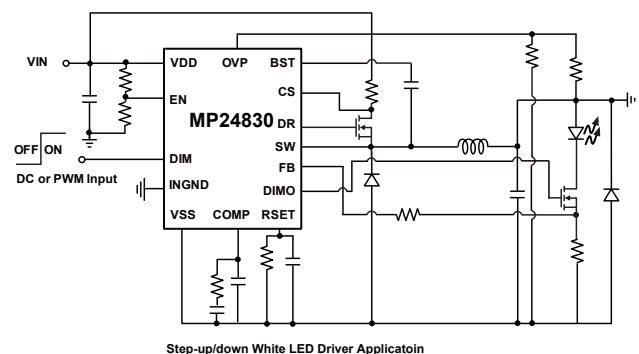 VIN
VDD
OVP
BST
CS
EN
MP24830
DR
SW
OFF ON
DIM
FB
DC or PWM Input
INGND
DIMO
VSS
COMP
RSET
Step-up/down White LED Driver Applicatoin